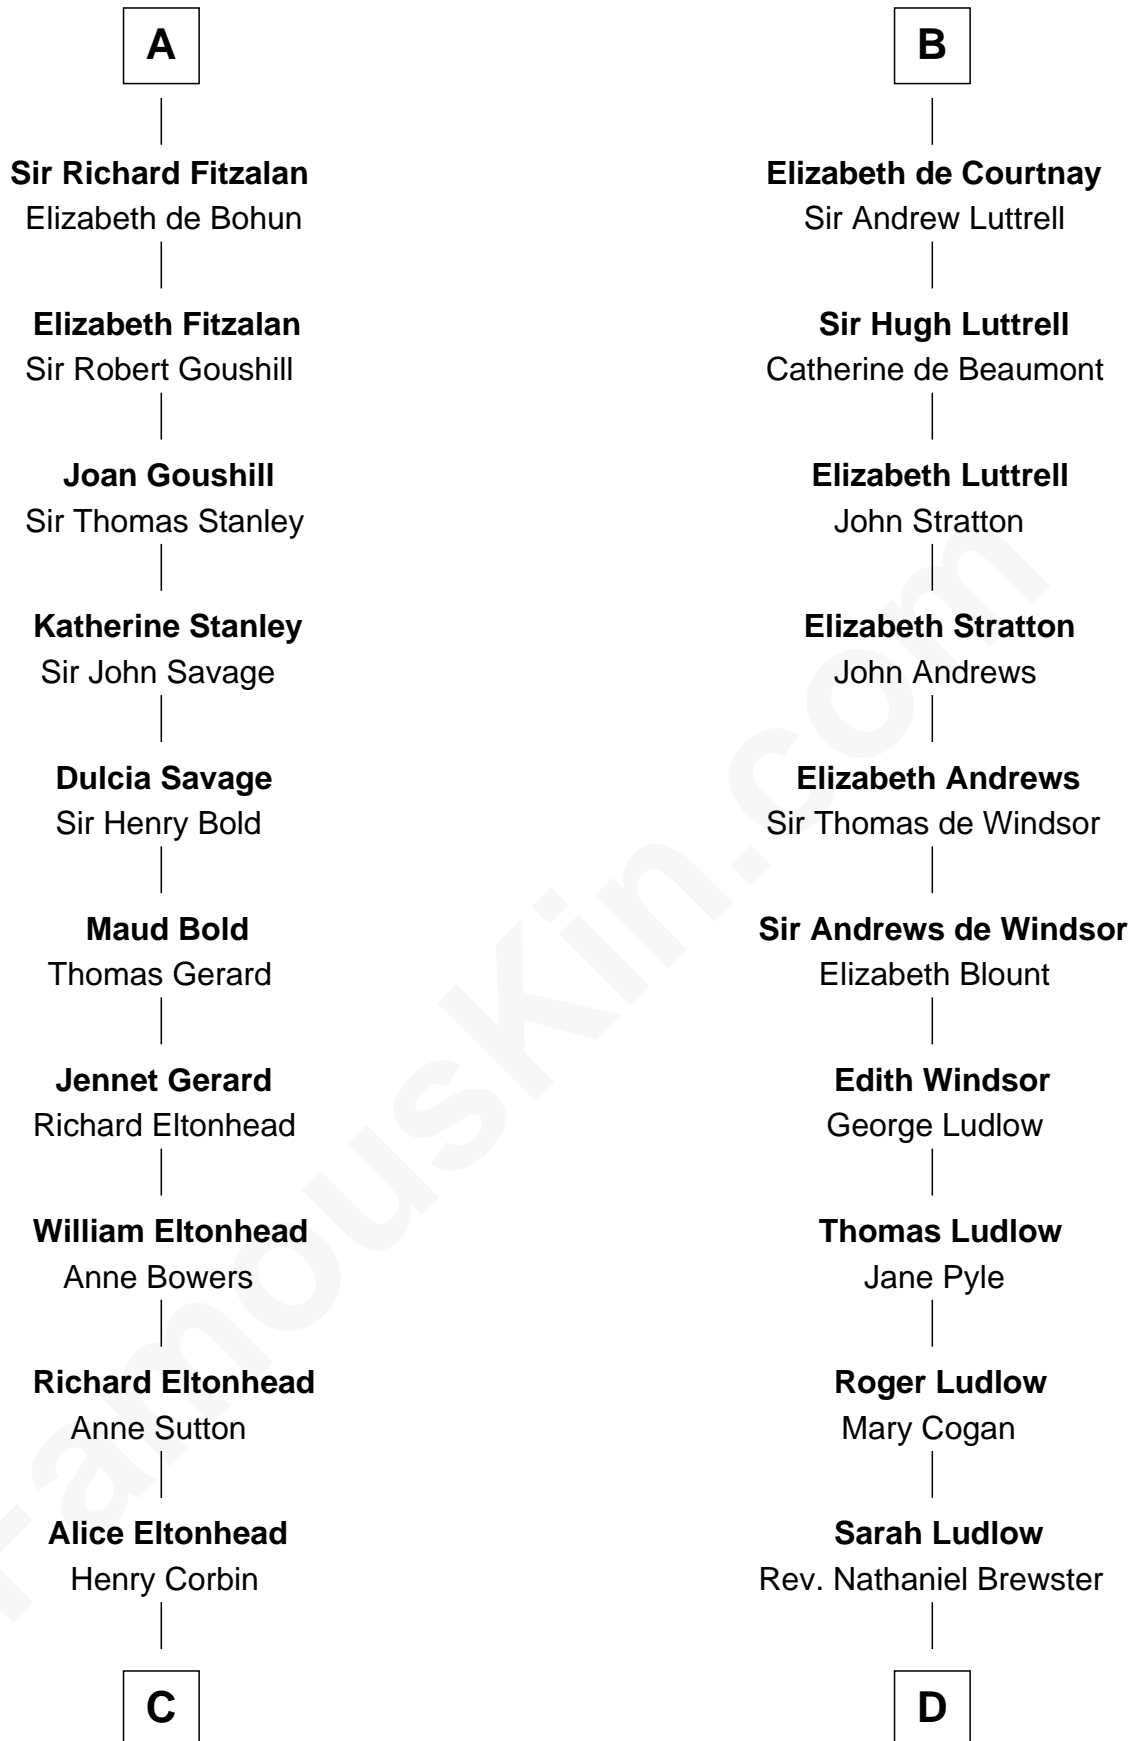 A
Sir Richard Fitzalan
Elizabeth de Bohun
Elizabeth Fitzalan
Sir Robert Goushill
Joan Goushill
Sir Thomas Stanley
Katherine Stanley
Sir John Savage
Dulcia Savage
Sir Henry Bold
Maud Bold
Thomas Gerard
Jennet Gerard
Richard Eltonhead
William Eltonhead
Anne Bowers
Richard Eltonhead
Anne Sutton
Alice Eltonhead
Henry Corbin
C
B
Elizabeth de Courtnay
Sir Andrew Luttrell
Sir Hugh Luttrell
Catherine de Beaumont
Elizabeth Luttrell
John Stratton
Elizabeth Stratton
John Andrews
Elizabeth Andrews
Sir Thomas de Windsor
Sir Andrews de Windsor
Elizabeth Blount
Edith Windsor
George Ludlow
Thomas Ludlow
Jane Pyle
Roger Ludlow
Mary Cogan
Sarah Ludlow
Rev. Nathaniel Brewster
D
FamousKin.com